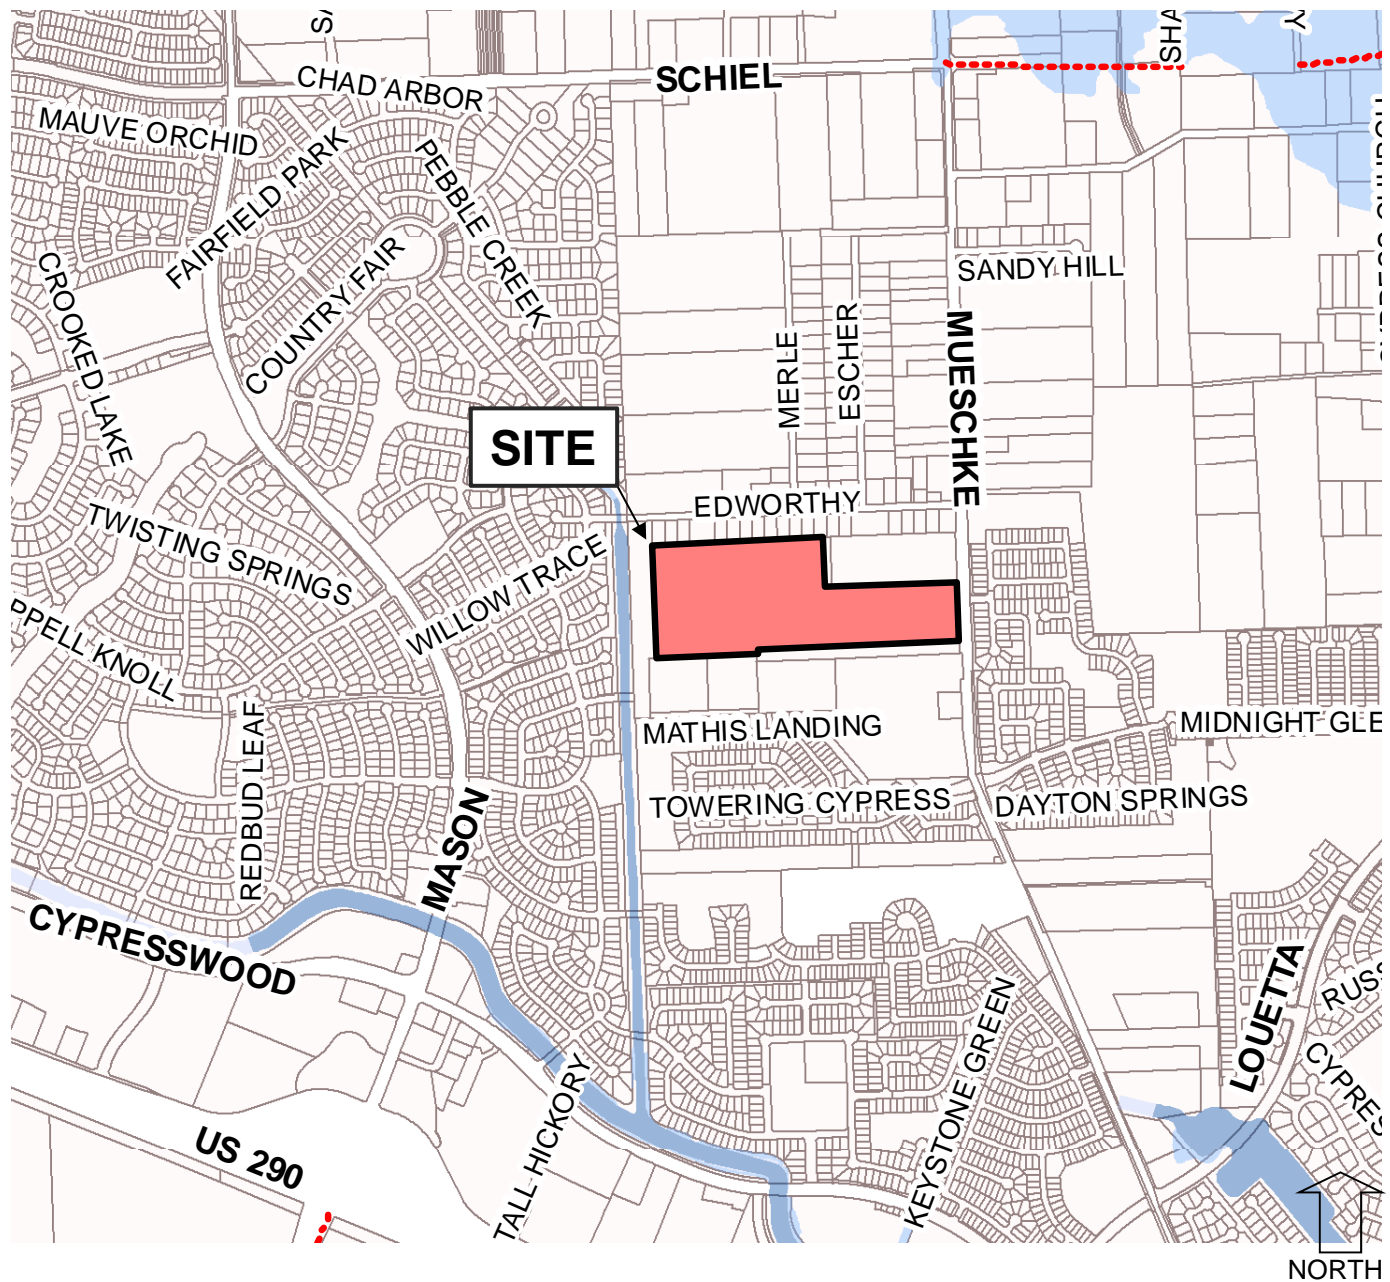 SCHIEL
CHAD ARBOR
MAUVE ORCHID
FAIRFIELD PARK
PEBBLE CREEK
COUNTRY FAIR
CROOKED LAKE
SANDY HILL
MERLE
ESCHER
MUESCHKE
SITE
EDWORTHY
TWISTING SPRINGS
WILLOW TRACE
PPELL KNOLL
REDBUD LEAF
MATHIS LANDING
MIDNIGHT GLE
TOWERING CYPRESS
DAYTON SPRINGS
MASON
CYPRESSWOOD
LOUETTA
RUSS
KEYSTONE GREEN
CYPRES
TALL HICKORY
US 290
NORTH